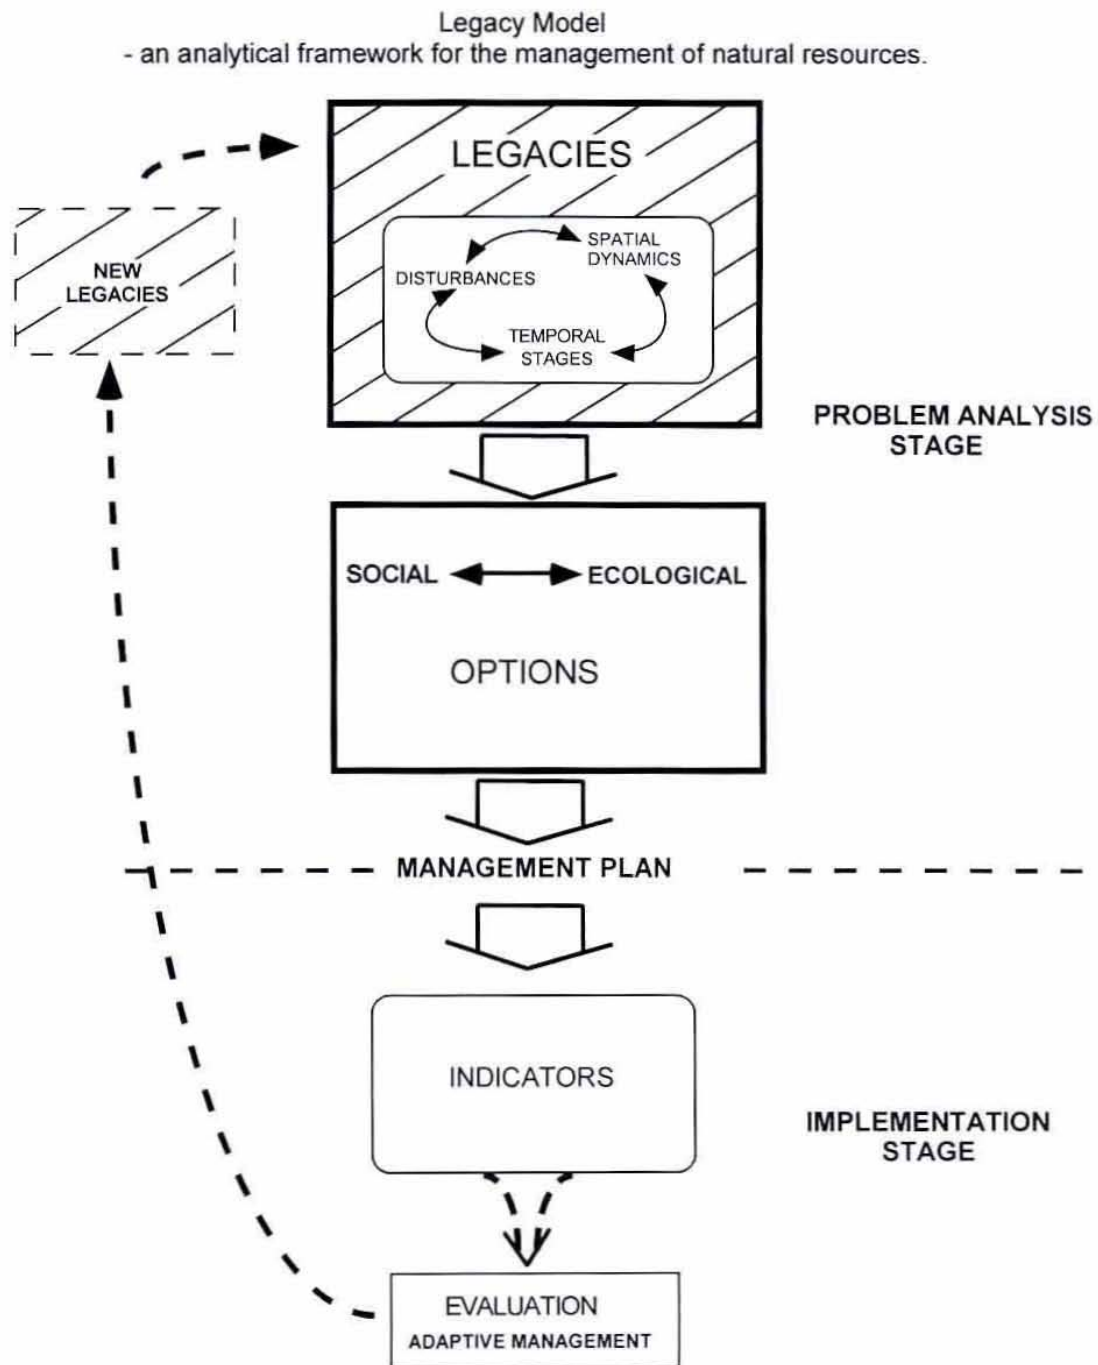 Legacy Model
- an analytical framework for the management of natural resources.
LEGACIES
SPATIAL
DYNAMICS
DISTURBANCES
TEMPORAL
STAGES
NEW
LEGACIES
PROBLEM ANALYSIS
STAGE
SOCIAL ECOLOGICAL
OPTIONS
MANAGEMENT PLAN
INDICATORS
IMPLEMENTATION
STAGE
EVALUATION
ADAPTIVE MANAGEMENT